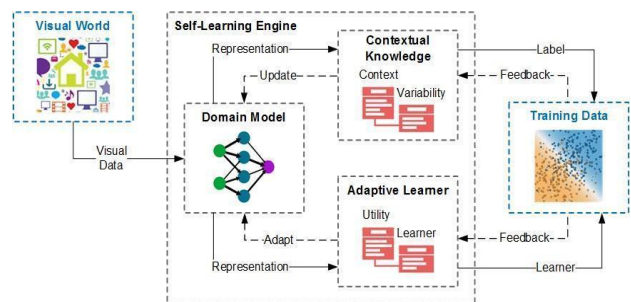 Visual World
Self-Learning Engine
Representation
Contextual
Knowledge
Label
Update
Context
Variability
Feedback
Domain Model
Training Data
Visual
Data
Adaptive Learner
Utility
Learner
Adapt
Feedback
Representation
Learner